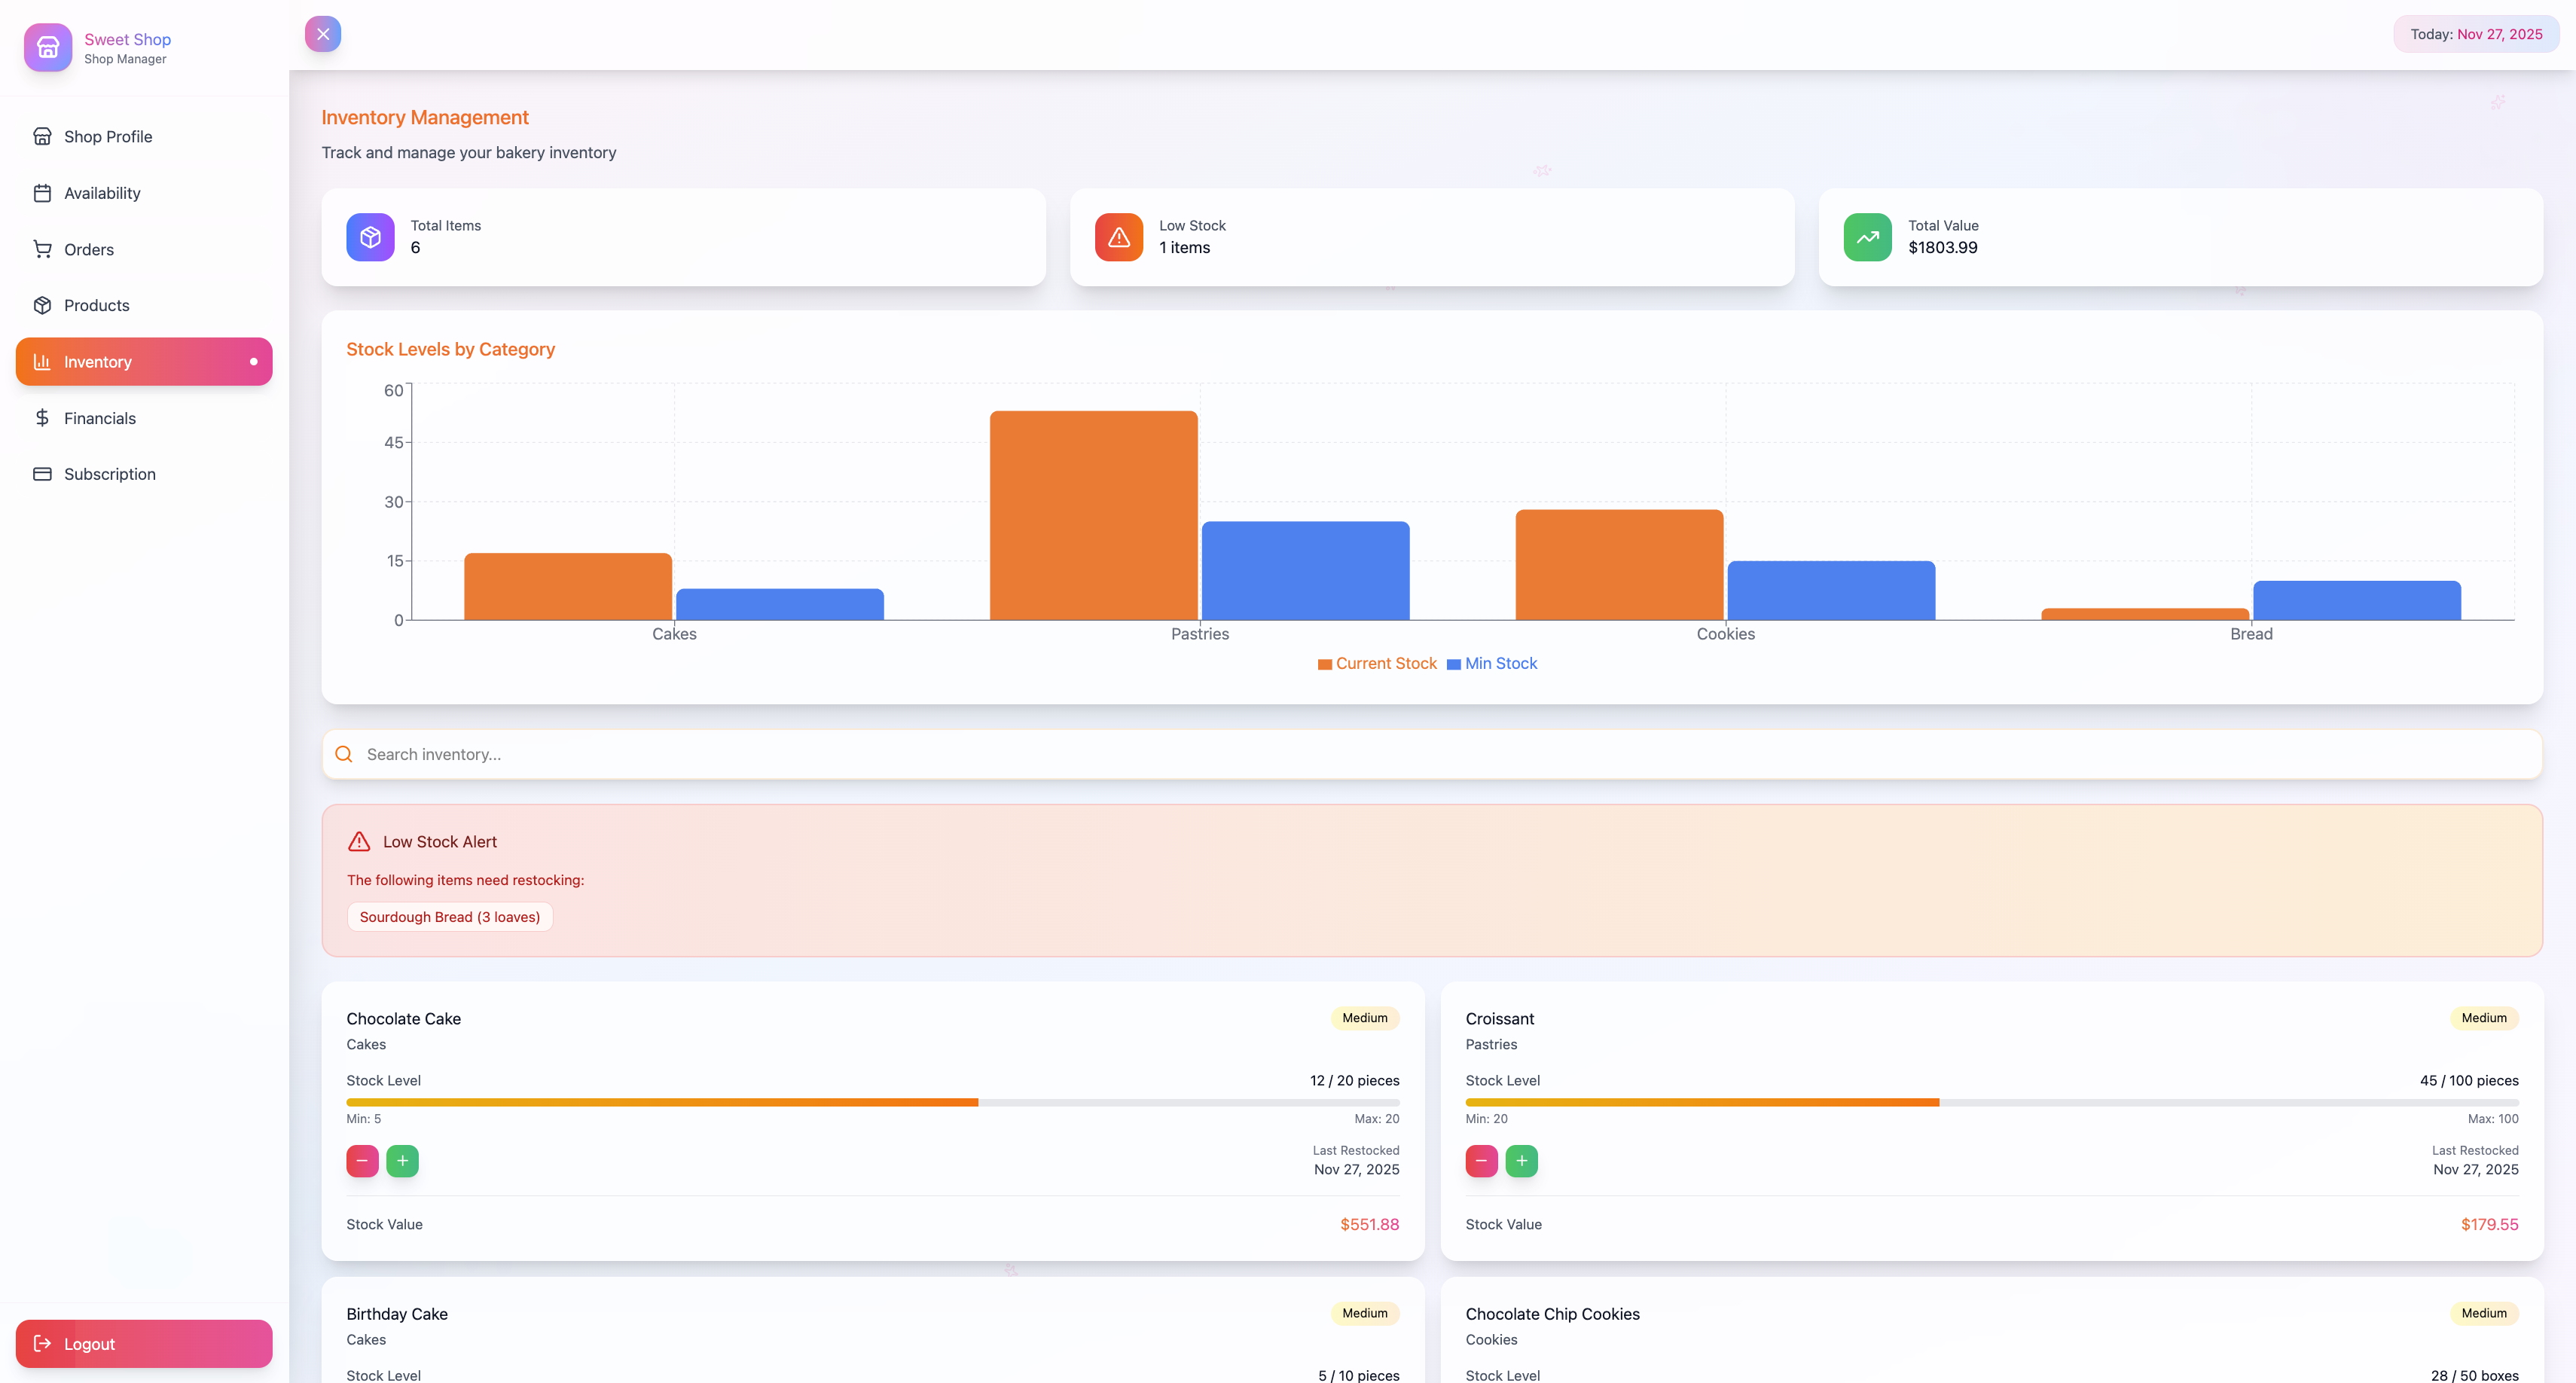 Sweet Shop
Shop Manager
Shop Profile
Availability
Orders
Products
Inventory
Financials
Subscription
Logout
Today: Nov 27, 2025
Inventory Management
Track and manage your bakery inventory
Total Items
6
Low Stock
1 items
Total Value
$1803.99
Stock Levels by Category
60
45
30
15
0
Cakes Pastries Cookies Bread
Current Stock Min Stock
Search inventory...
Low Stock Alert
The following items need restocking:
Sourdough Bread (3 loaves)
Chocolate Cake Medium
Cakes
Stock Level 12 / 20 pieces
Min: 5 Max: 20
Last Restocked
Nov 27, 2025
Stock Value $551.88
Croissant Medium
Pastries
Stock Level 45 / 100 pieces
Min: 20 Max: 100
Last Restocked
Nov 27, 2025
Stock Value $179.55
Birthday Cake Medium
Cakes
Stock Level 5 / 10 pieces
Chocolate Chip Cookies Medium
Cookies
Stock Level 28 / 50 boxes